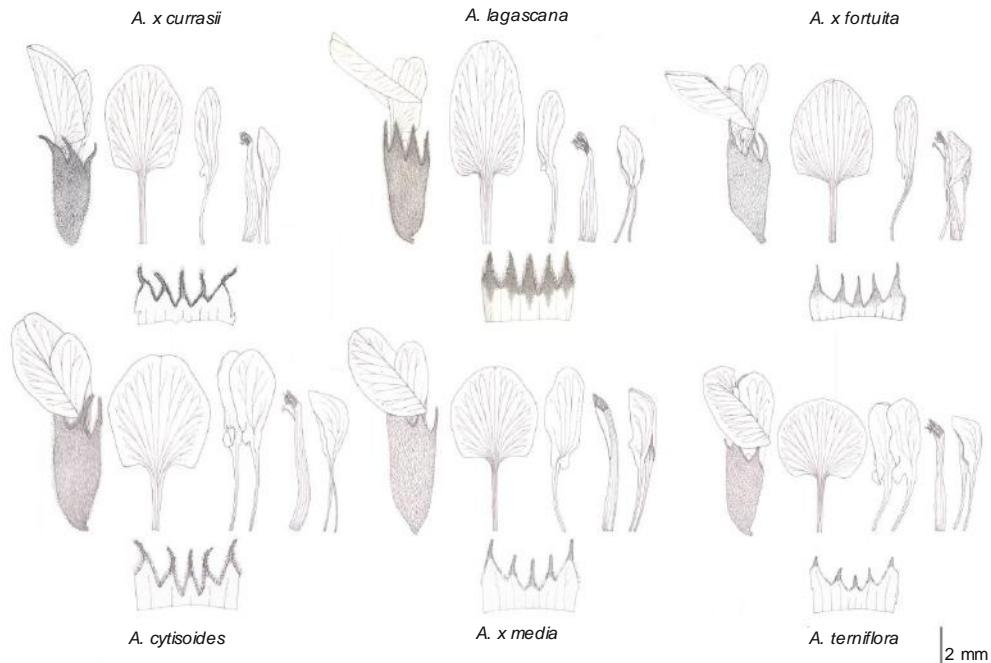 A. x currasii
A. lagascana
A. x fortuita
A. cytisoides
A. x media
A. terniflora
2 mm